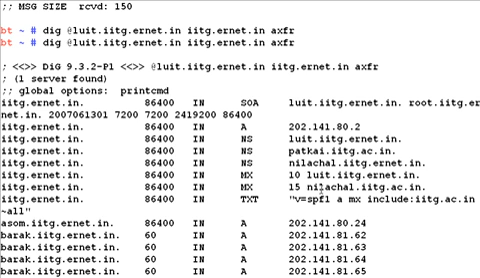 ;; MSG SIZE  rcvd: 150
bt ~ # dig @luit.iitg.ernet.in iitg.ernet.in axfr
bt ~ # dig @luit.iitg.ernet.in iitg.ernet.in axfr
; <<>> DiG 9.3.2-P1 <<>> @luit.iitg.ernet.in iitg.ernet.in axfr
; (1 server found)
;; global options:  printcmd
iitg.ernet.in. 86400 IN SOA luit.iitg.ernet.in. root.iitg.er
net.in. 2007061301 7200 7200 2419200 86400
iitg.ernet.in. 86400 IN A 202.141.80.2
iitg.ernet.in. 86400 IN NS luit.iitg.ernet.in.
iitg.ernet.in. 86400 IN NS patkai.iitg.ac.in.
iitg.ernet.in. 86400 IN NS nilachal.iitg.ernet.in.
iitg.ernet.in. 86400 IN MX 10 luit.iitg.ernet.in.
iitg.ernet.in. 86400 IN MX 15 nilachal.iitg.ac.in.
iitg.ernet.in. 86400 IN TXT "v=spf1 a mx include:iitg.ac.in
~all"
asom.iitg.ernet.in. 86400 IN A 202.141.80.24
barak.iitg.ernet.in. 60 IN A 202.141.81.62
barak.iitg.ernet.in. 60 IN A 202.141.81.63
barak.iitg.ernet.in. 60 IN A 202.141.81.64
barak.iitg.ernet.in. 60 IN A 202.141.81.65